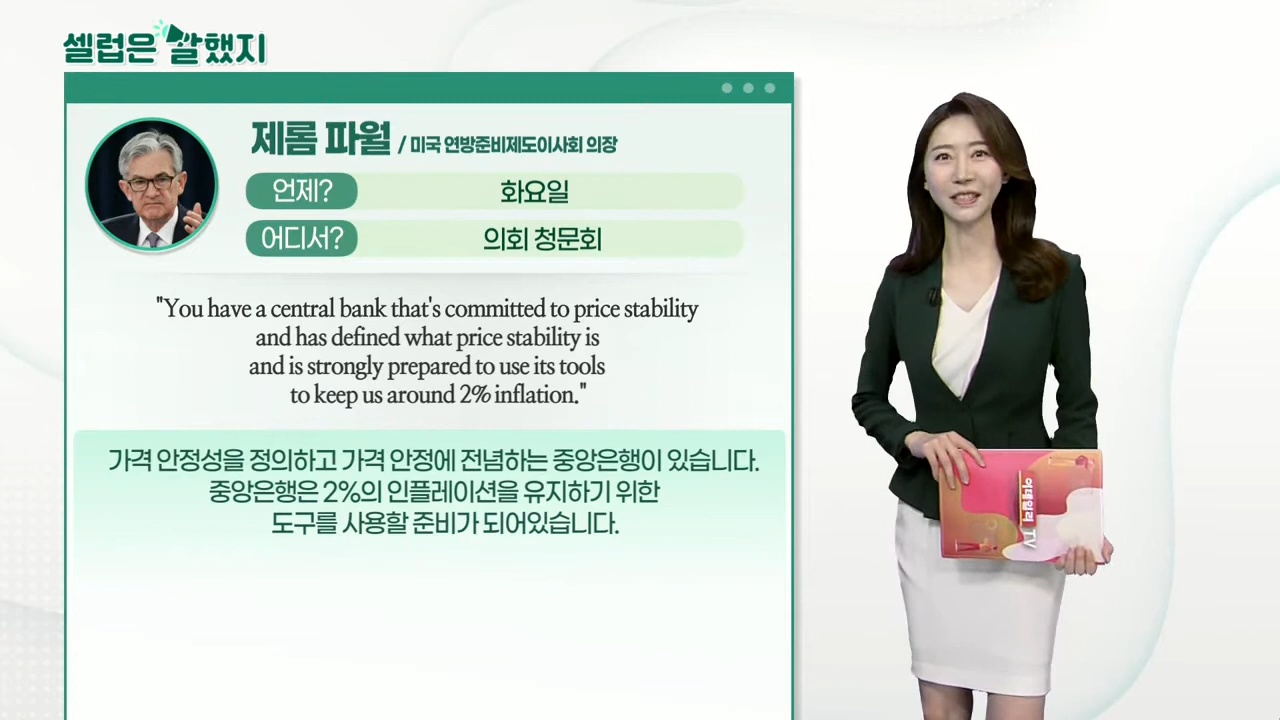 셀럽은 말했지
제롬 파월 / 미국 연방준비제도이사회 의장
언제? 화요일
어디서? 의회 청문회
"You have a central bank that's committed to price stability
and has defined what price stability is
and is strongly prepared to use its tools
to keep us around 2% inflation."
가격 안정성을 정의하고 가격 안정에 전념하는 중앙은행이 있습니다.
중앙은행은 2%의 인플레이션을 유지하기 위한
도구를 사용할 준비가 되어있습니다.
이데일리 TV